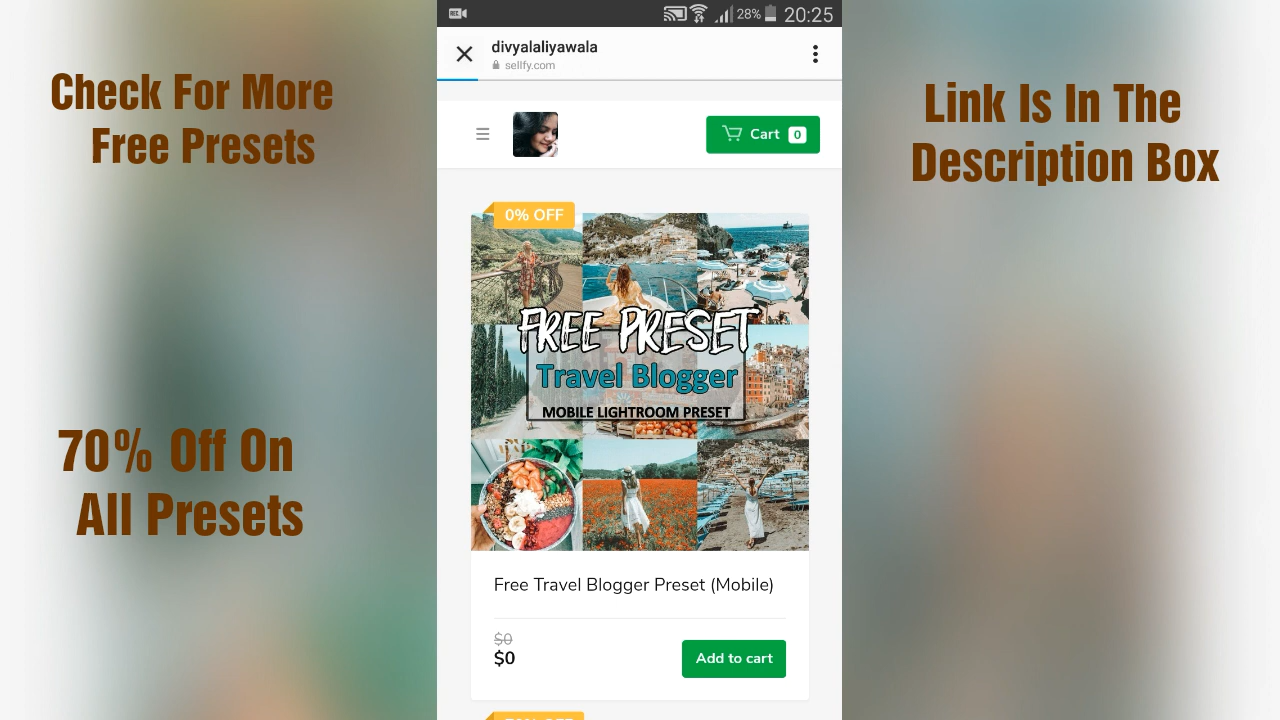 REC
28%
20:25
divyalaliyawala
sellfy.com
Check For More
Free Presets
Link Is In The
Description Box
Cart 0
0% OFF
FREE PRESET
Travel Blogger
MOBILE LIGHTROOM PRESET
70% Off On
All Presets
Free Travel Blogger Preset (Mobile)
$0
$0
Add to cart